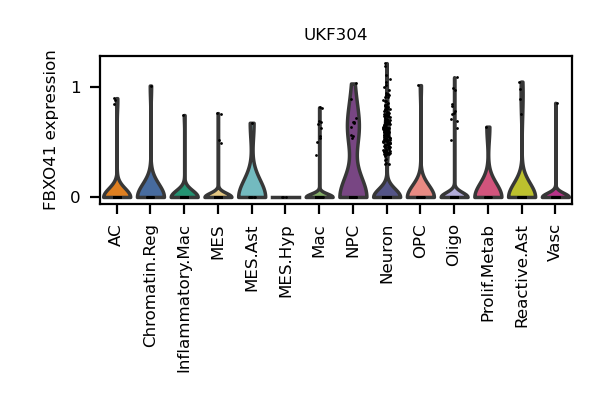 UKF304
FBXO41 expression
1
0
AC
Chromatin.Reg
Inflammatory.Mac
MES
MES.Ast
MES.Hyp
Mac
NPC
Neuron
OPC
Oligo
Prolif.Metab
Reactive.Ast
Vasc